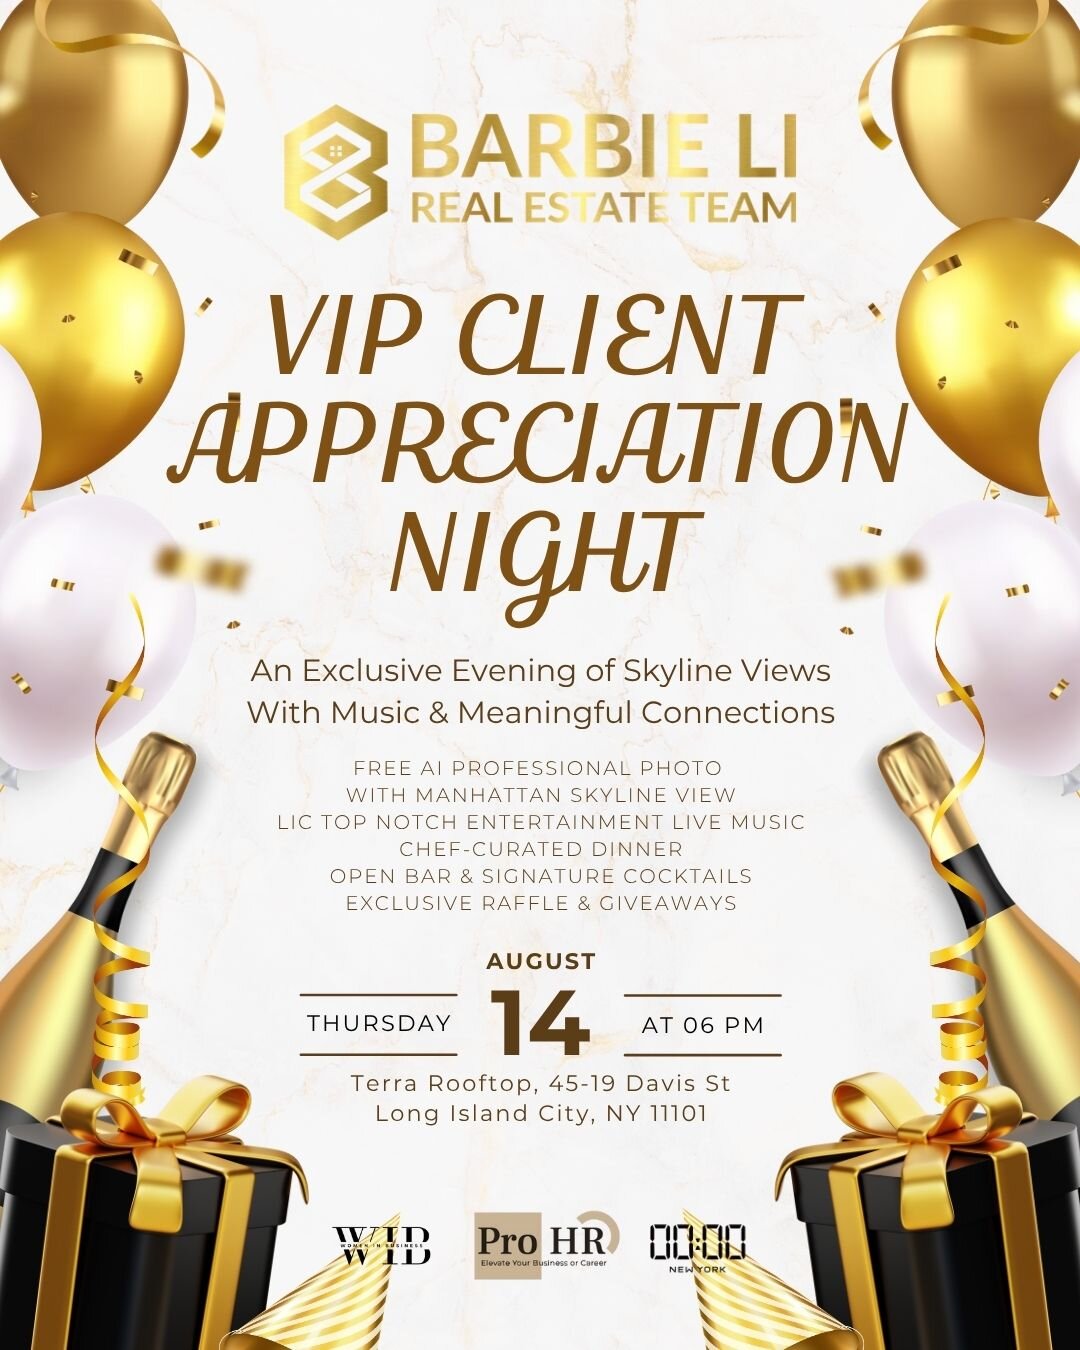 BARBIE LI
REAL ESTATE TEAM
VIP CLIENT
APPRECIATION
NIGHT
An Exclusive Evening of Skyline Views
With Music & Meaningful Connections
FREE AI PROFESSIONAL PHOTO
WITH MANHATTAN SKYLINE VIEW
LIC TOP NOTCH ENTERTAINMENT LIVE MUSIC
CHEF-CURATED DINNER
OPEN BAR & SIGNATURE COCKTAILS
EXCLUSIVE RAFFLE & GIVEAWAYS
AUGUST
THURSDAY 14 AT 06 PM
Terra Rooftop, 45-19 Davis St
Long Island City, NY 11101
WIB
WOMEN IN BUSINESS
Pro HR
Elevate Your Business or Career
00:00
NEW YORK